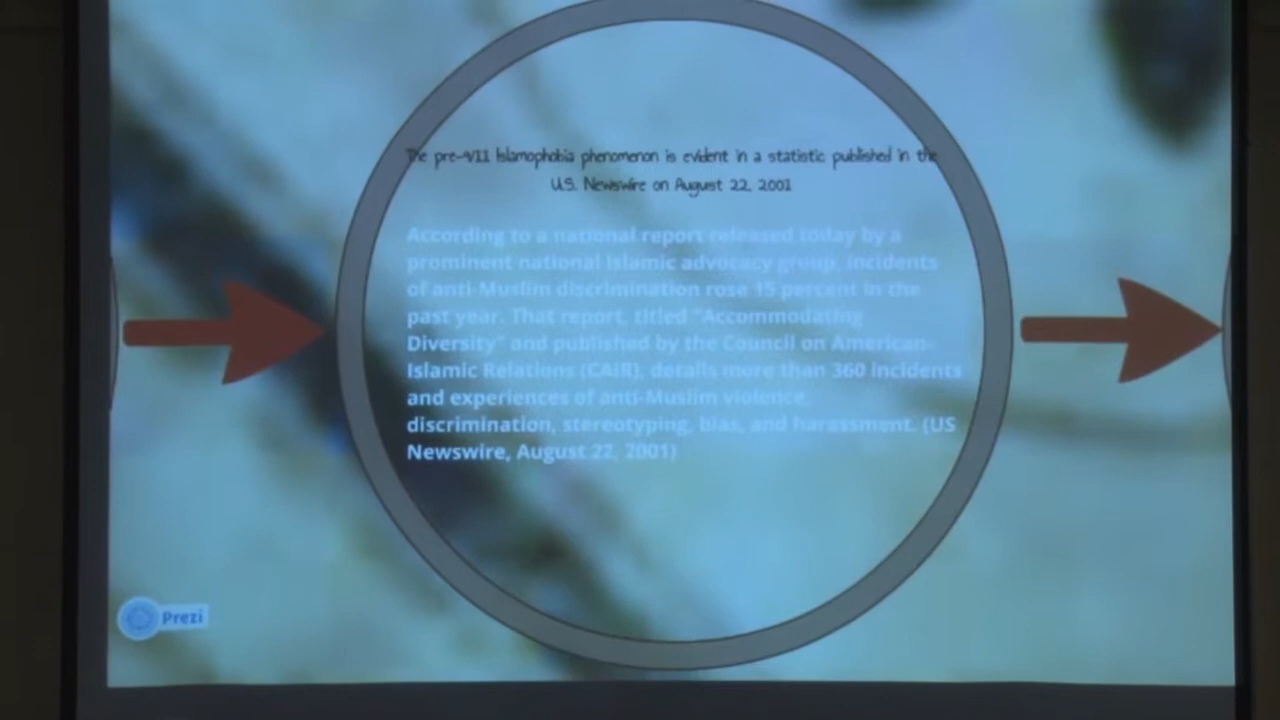 The pre-9/11 Islamophobia phenomenon is evident in a statistic published in the
U.S. Newswire on August 22, 2001
According to a national report released today by a
prominent national Islamic advocacy group, incidents
of anti-Muslim discrimination rose 15 percent in the
past year. That report, titled "Accommodating
Diversity" and published by the Council on American-
Islamic Relations (CAIR), details more than 360 incidents
and experiences of anti-Muslim violence,
discrimination, stereotyping, bias, and harassment. (US
Newswire, August 22, 2001)
Prezi